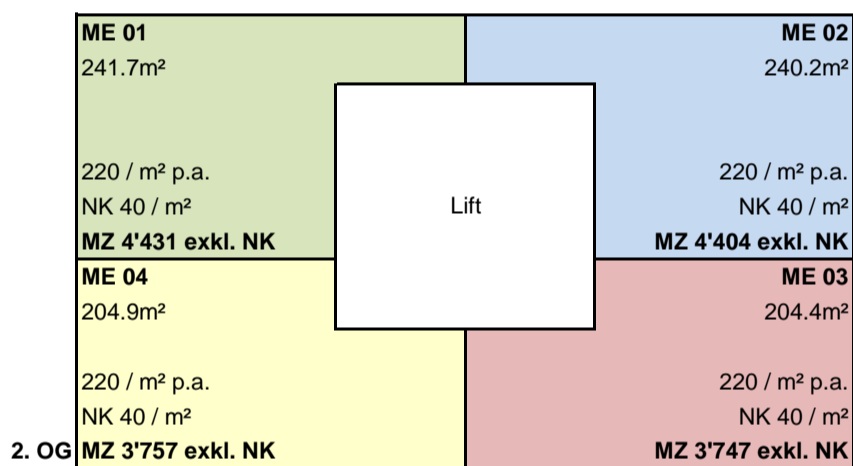 ME 01
241.7m²
220 / m² p.a.
NK 40 / m²
MZ 4'431 exkl. NK
ME 02
240.2m²
220 / m² p.a.
NK 40 / m²
MZ 4'404 exkl. NK
Lift
ME 04
204.9m²
220 / m² p.a.
NK 40 / m²
2. OG MZ 3'757 exkl. NK
ME 03
204.4m²
220 / m² p.a.
NK 40 / m²
MZ 3'747 exkl. NK